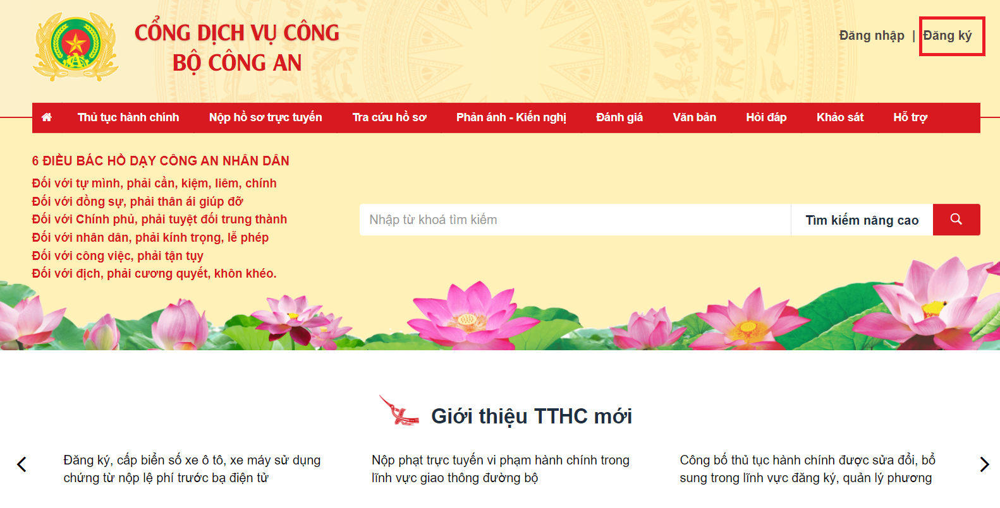 CỔNG DỊCH VỤ CÔNG
BỘ CÔNG AN
Đăng nhập | Đăng ký
Thủ tục hành chính Nộp hồ sơ trực tuyến Tra cứu hồ sơ Phản ánh - Kiến nghị Đánh giá Văn bản Hỏi đáp Khảo sát Hỗ trợ
6 ĐIỀU BÁC HỒ DẠY CÔNG AN NHÂN DÂN
Đối với tự mình, phải cần, kiệm, liêm, chính
Đối với đồng sự, phải thân ái giúp đỡ
Đối với Chính phủ, phải tuyệt đối trung thành
Đối với nhân dân, phải kính trọng, lễ phép
Đối với công việc, phải tận tụy
Đối với địch, phải cương quyết, khôn khéo.
Nhập từ khoá tìm kiếm Tìm kiếm nâng cao
Giới thiệu TTHC mới
Đăng ký, cấp biển số xe ô tô, xe máy sử dụng
chứng từ nộp lệ phí trước bạ điện tử
Nộp phạt trực tuyến vi phạm hành chính trong
lĩnh vực giao thông đường bộ
Công bố thủ tục hành chính được sửa đổi, bổ
sung trong lĩnh vực đăng ký, quản lý phương